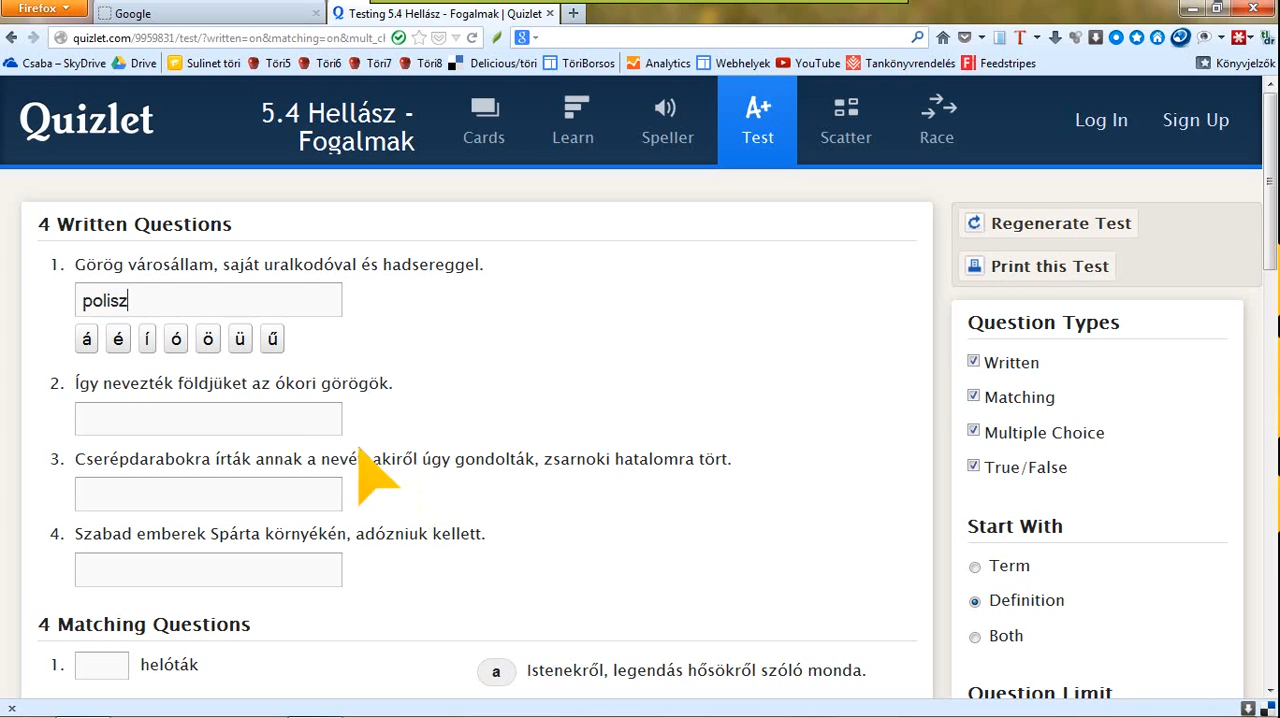 Firefox
Google
Testing 5.4 Hellász - Fogalmak | Quizlet
quizlet.com/9959831/test/?written=on&matching=on&mult_cl
Csaba – SkyDrive
Drive
Sulinet töri
Töri5
Töri6
Töri7
Töri8
Delicious/töri
TöriBorsos
Analytics
Webhelyek
YouTube
Tankönyvrendelés
Feedstripes
Könyvjelzők
Quizlet
5.4 Hellász -
Fogalmak
Cards
Learn
Speller
A+
Test
Scatter
Race
Log In
Sign Up
4 Written Questions
1. Görög városállam, saját uralkodóval és hadsereggel.
polisz
á é í ó ö ü ű
2. Így nevezték földjüket az ókori görögök.
3. Cserépdarabokra írták annak a akiről úgy gondolták, zsarnoki hatalomra tört.
4. Szabad emberek Spárta környékén, adózniuk kellett.
4 Matching Questions
1. helóták
a Istenekről, legendás hősökről szóló monda.
Regenerate Test
Print this Test
Question Types
Written
Matching
Multiple Choice
True/False
Start With
Term
Definition
Both
Question Limit